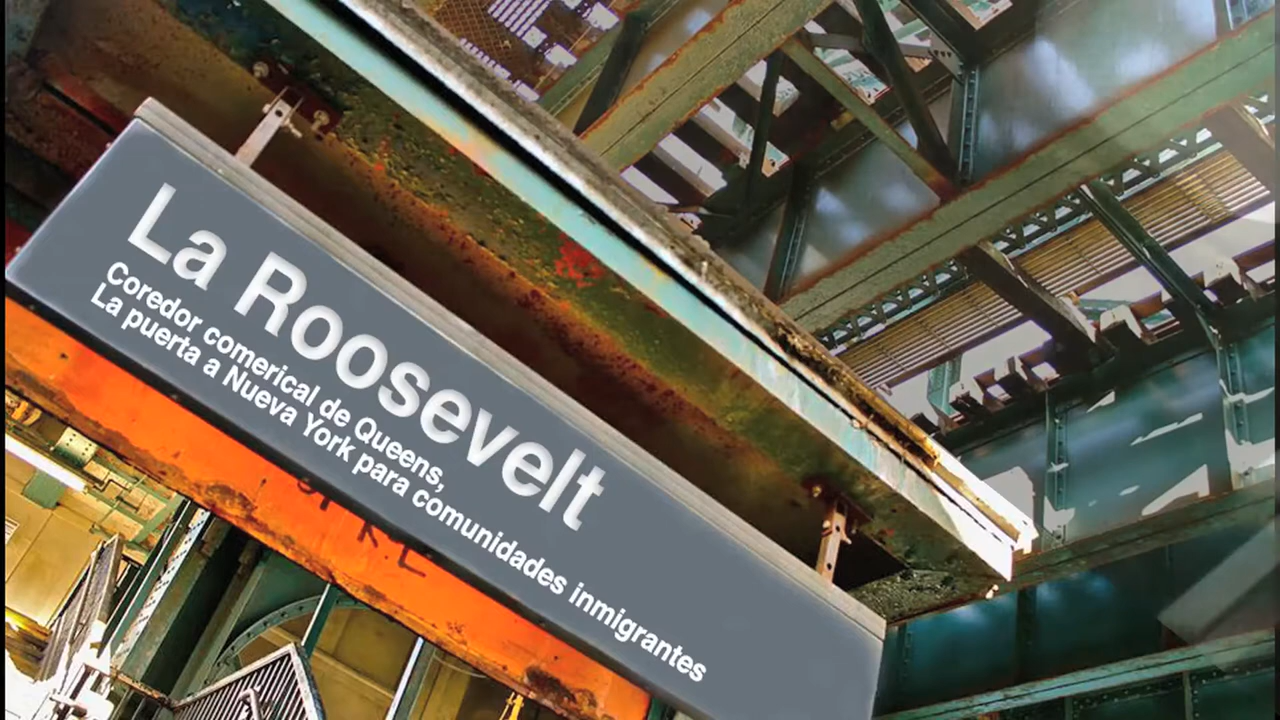 La Roosevelt
Coredor comerical de Queens,
La puerta a Nueva York para comunidades inmigrantes